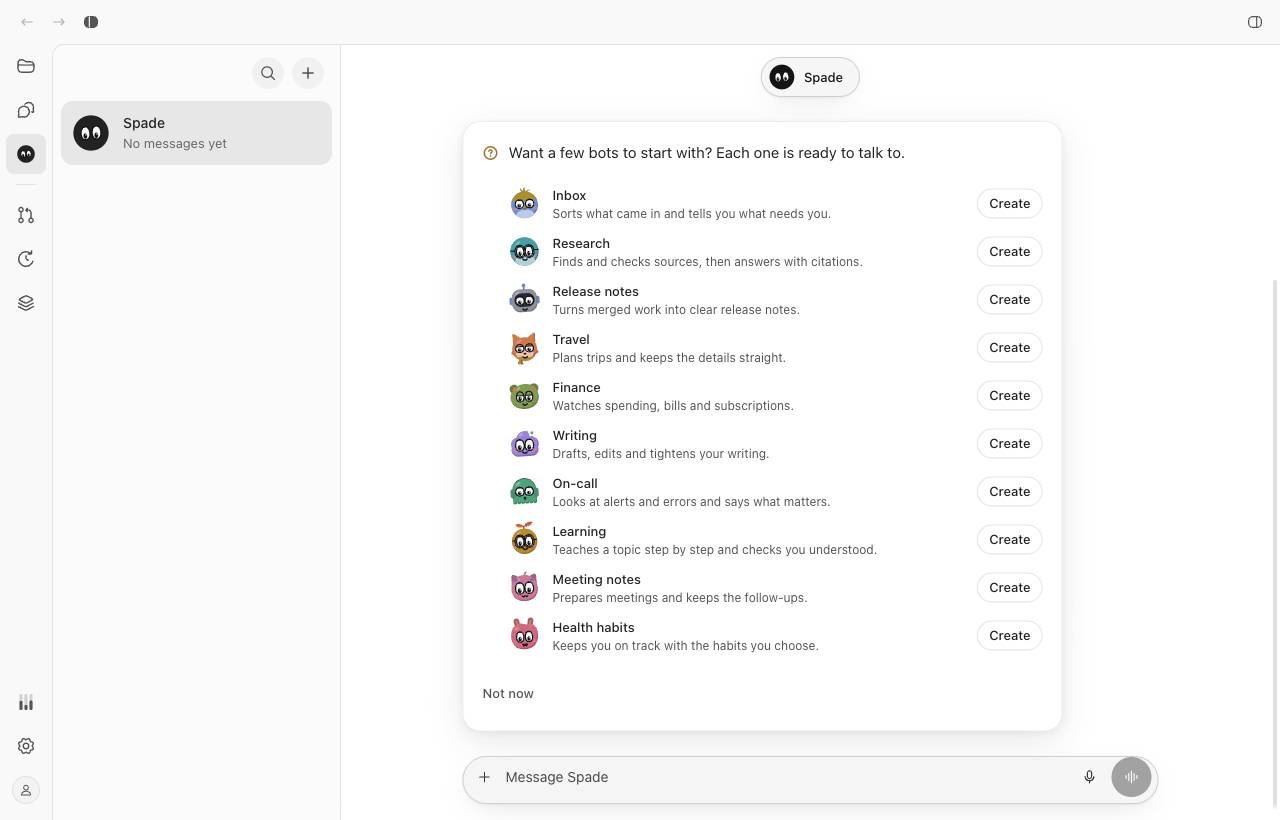 Spade
No messages yet
Spade
Want a few bots to start with? Each one is ready to talk to.
Inbox
Sorts what came in and tells you what needs you.
Create
Research
Finds and checks sources, then answers with citations.
Create
Release notes
Turns merged work into clear release notes.
Create
Travel
Plans trips and keeps the details straight.
Create
Finance
Watches spending, bills and subscriptions.
Create
Writing
Drafts, edits and tightens your writing.
Create
On-call
Looks at alerts and errors and says what matters.
Create
Learning
Teaches a topic step by step and checks you understood.
Create
Meeting notes
Prepares meetings and keeps the follow-ups.
Create
Health habits
Keeps you on track with the habits you choose.
Create
Not now
Message Spade